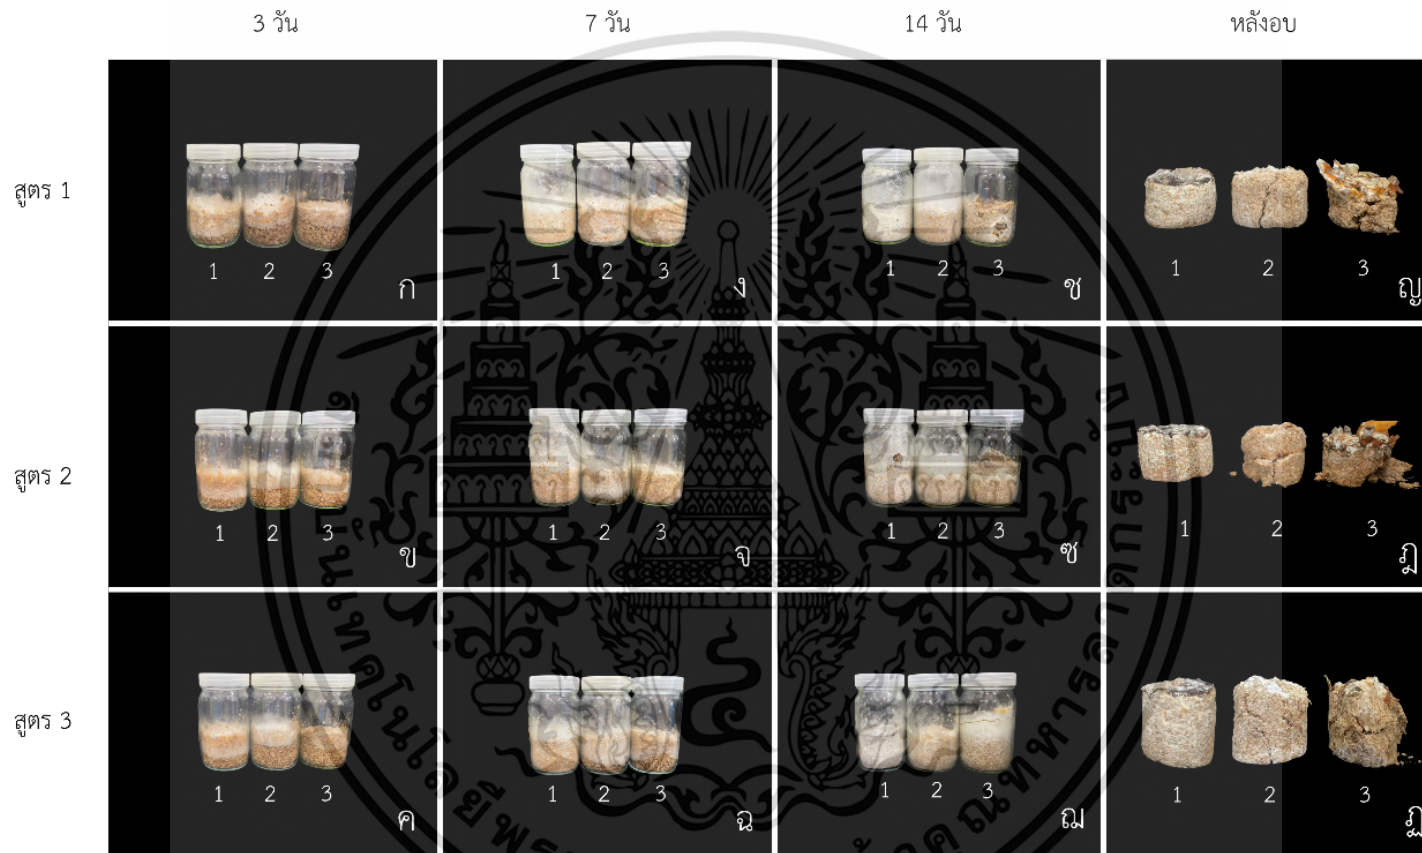 3 วัน 7 วัน 14 วัน หลังอบ
สูตร 1
1 2 3 ก
1 2 3 ง
1 2 3 ช
1 2 3 ญ
สูตร 2
1 2 3 ข
1 2 3 จ
1 2 3 ซ
1 2 3 ฎ
สูตร 3
1 2 3 ค
1 2 3 ฉ
1 2 3 ฌ
1 2 3 ฏ